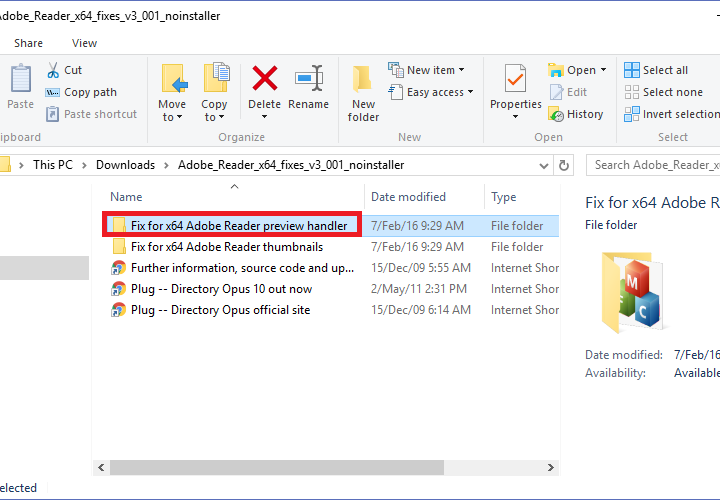 Adobe_Reader_x64_fixes_v3_001_noinstaller
Share View
Cut
Copy path
Paste shortcut
Paste
Move to
Copy to
Delete
Rename
New folder
New item
Easy access
Properties
Open
Edit
History
Select all
Select none
Invert selection
lipboard
Organize
New
Open
Select
This PC > Downloads > Adobe_Reader_x64_fixes_v3_001_noinstaller
Search Adobe_Reader_x
Name Date modified Type
Fix for x64 Adobe Reader preview handler 7/Feb/16 9:29 AM File folder
Fix for x64 Adobe Reader thumbnails 7/Feb/16 9:29 AM File folder
Further information, source code and up... 15/Dec/09 5:55 AM Internet Shor
Plug -- Directory Opus 10 out now 2/May/11 2:31 PM Internet Shor
Plug -- Directory Opus official site 15/Dec/09 6:14 AM Internet Shor
Fix for x64 Adobe R
File folder
M
F C
Date modified: 7/Feb/16
Availability: Available
elected